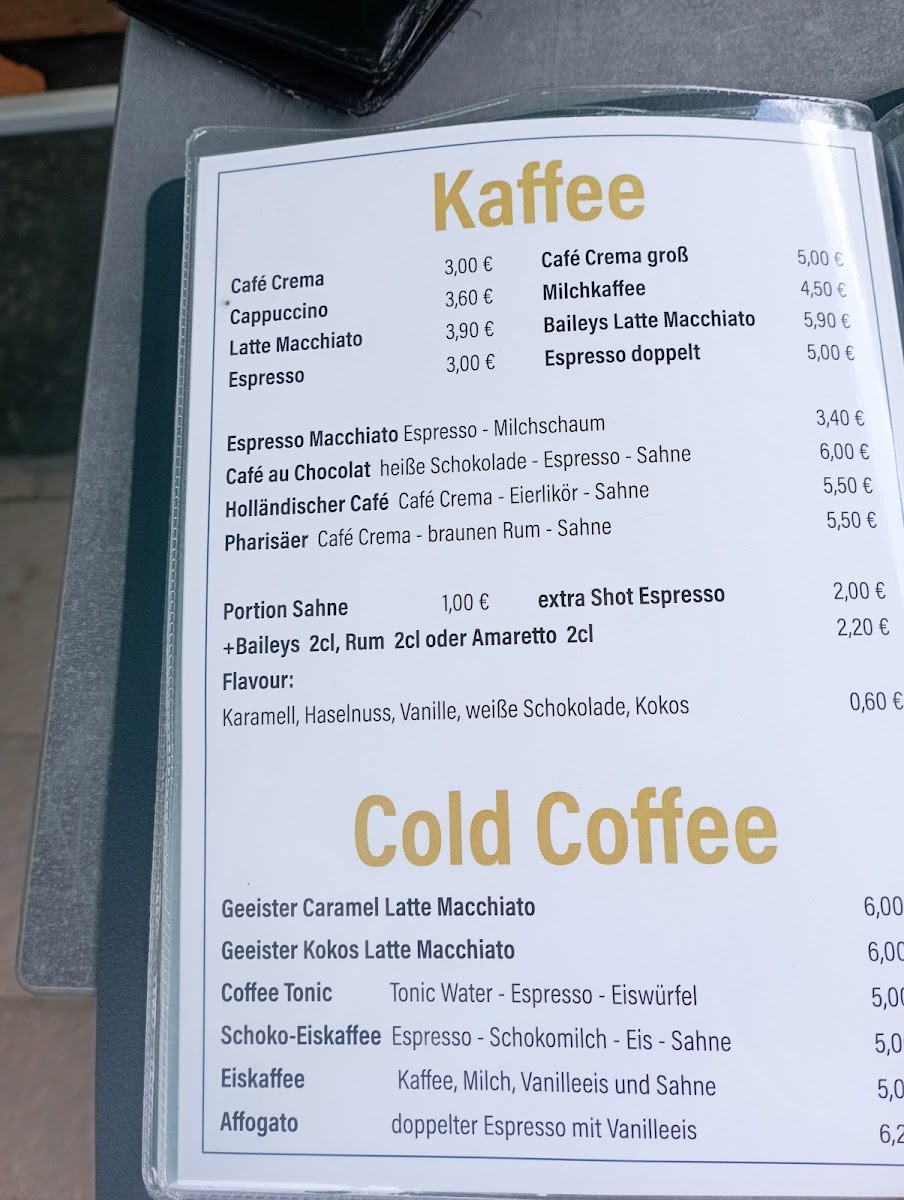 Kaffee
Café Crema 3,00 € Café Crema groß 5,00 €
Cappuccino 3,60 € Milchkaffee 4,50 €
Latte Macchiato 3,90 € Baileys Latte Macchiato 5,90 €
Espresso 3,00 € Espresso doppelt 5,00 €
Espresso Macchiato Espresso - Milchschaum 3,40 €
Café au Chocolat heiße Schokolade - Espresso - Sahne 6,00 €
Holländischer Café Café Crema - Eierlikör - Sahne 5,50 €
Pharisäer Café Crema - braunen Rum - Sahne 5,50 €
Portion Sahne 1,00 € extra Shot Espresso 2,00 €
+Baileys 2cl, Rum 2cl oder Amaretto 2cl 2,20 €
Flavour:
Karamell, Haselnuss, Vanille, weiße Schokolade, Kokos 0,60 €
Cold Coffee
Geeister Caramel Latte Macchiato 6,00
Geeister Kokos Latte Macchiato 6,00
Coffee Tonic Tonic Water - Espresso - Eiswürfel 5,00
Schoko-Eiskaffee Espresso - Schokomilch - Eis - Sahne 5,0
Eiskaffee Kaffee, Milch, Vanilleeis und Sahne 5,0
Affogato doppelter Espresso mit Vanilleeis 6,2